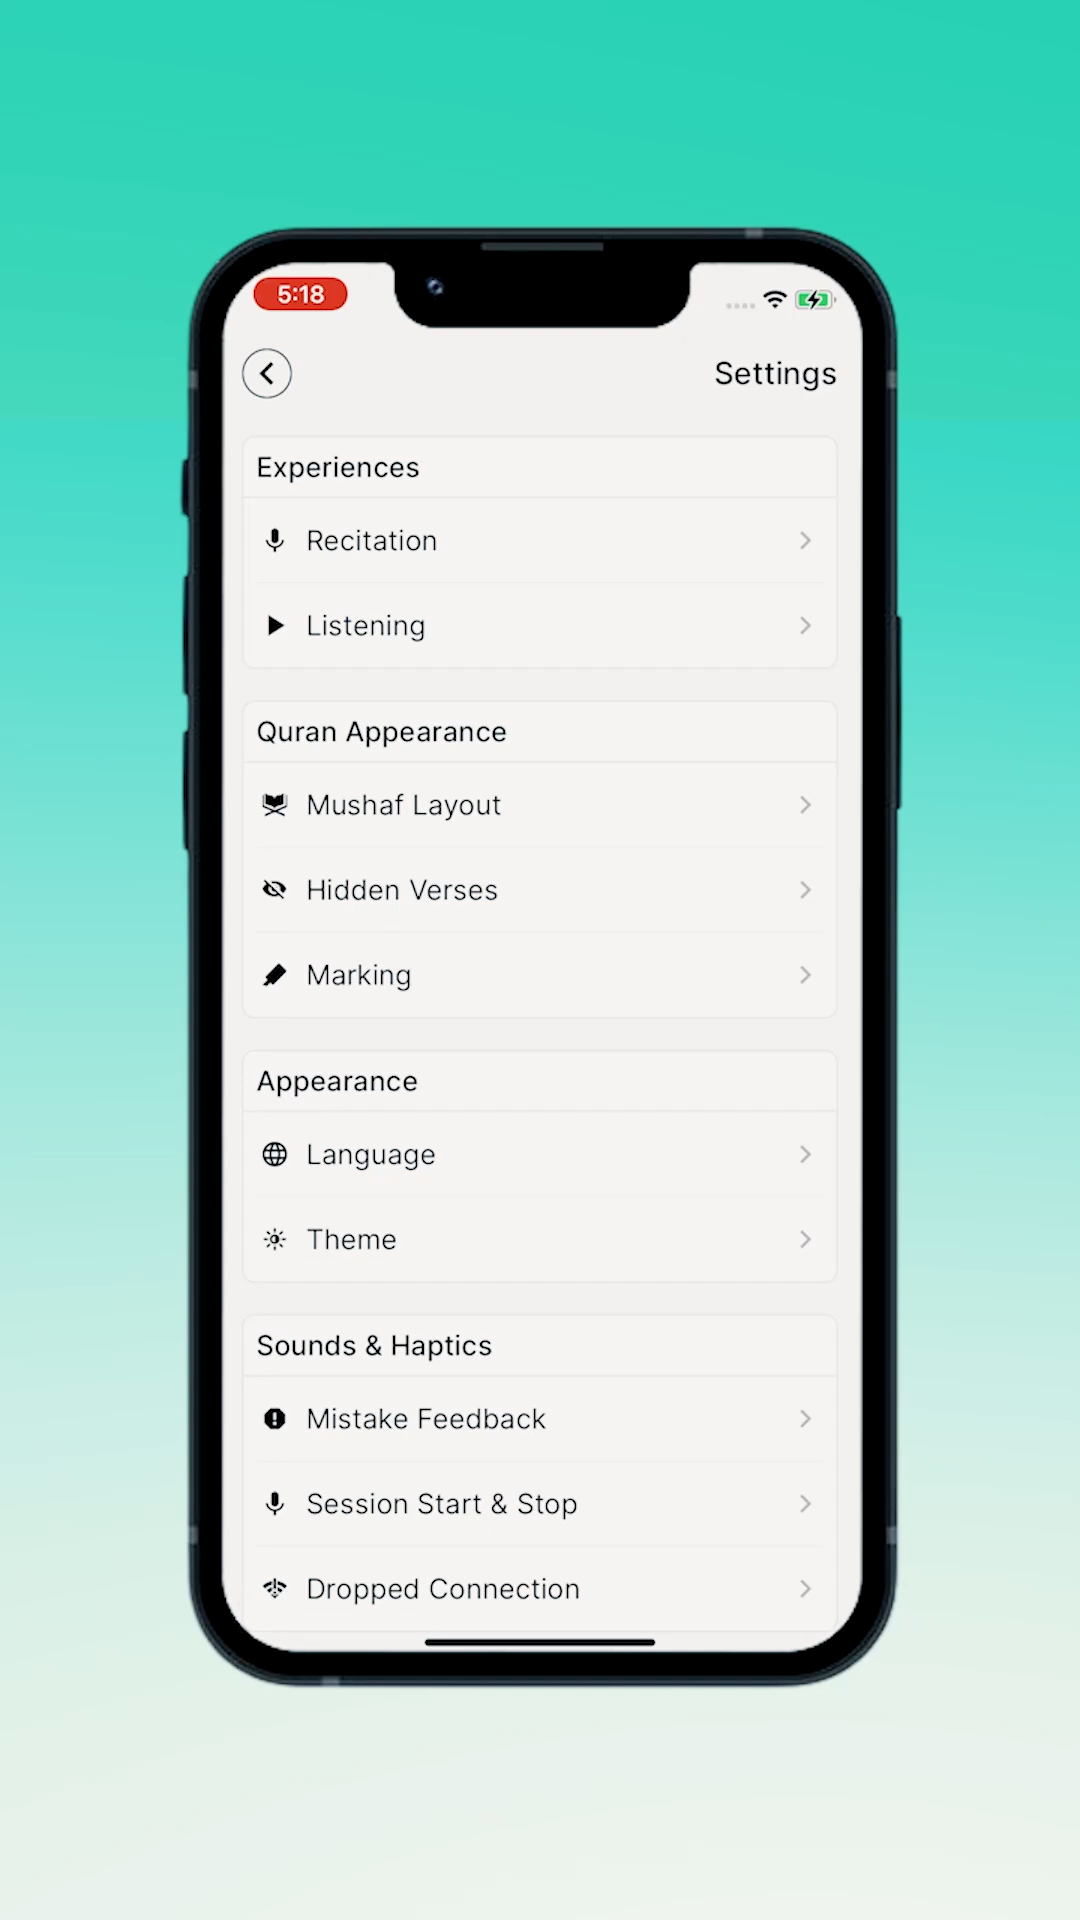 5:18
Settings
Experiences
Recitation
Listening
Quran Appearance
Mushaf Layout
Hidden Verses
Marking
Appearance
Language
Theme
Sounds & Haptics
Mistake Feedback
Session Start & Stop
Dropped Connection